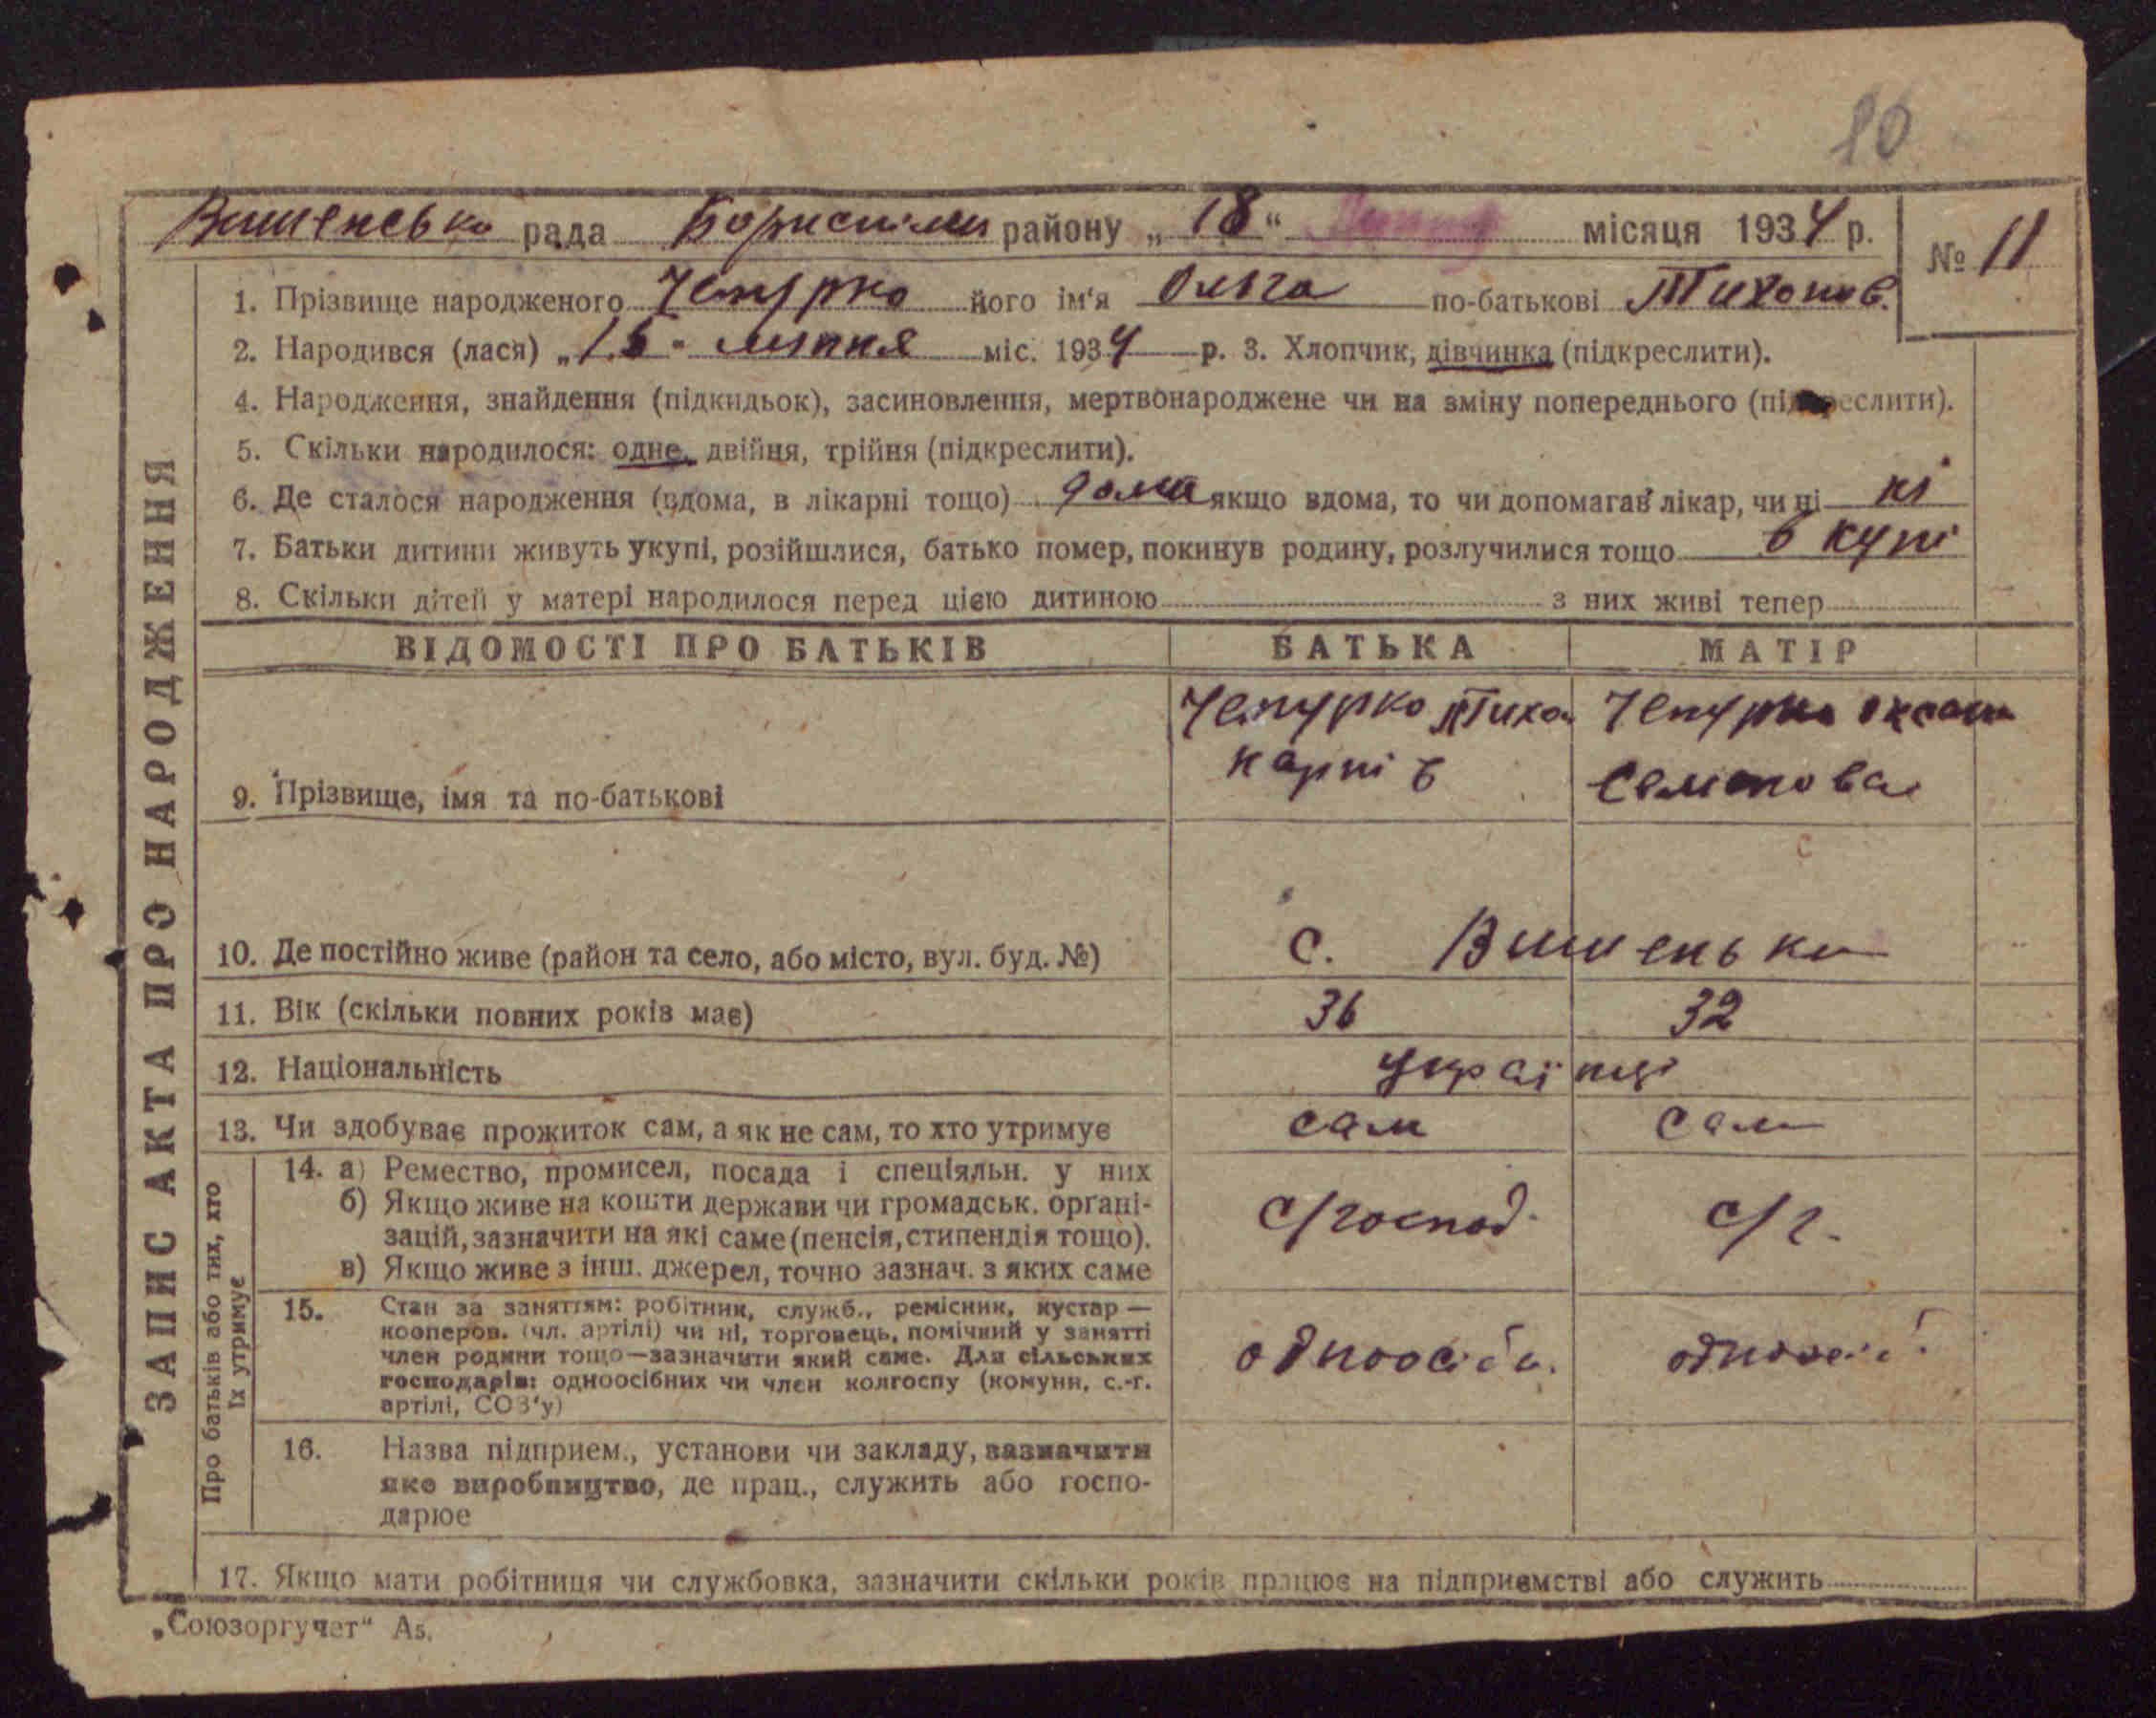 10
Вишенсько рада Бориспільск району „18“ місяця 1934 р.
№ 11
1. Прізвище народженого Чепурко його ім'я Ольга по-батькові Тихонів.
2. Народився (лася) „15“ липня міс. 1934 р. 3. Хлопчик, дівчинка (підкреслити).
4. Народження, знайдення (підкидьок), засиновлення, мертвонароджене чи на зміну попереднього (підкреслити).
5. Скільки народилося: одне, двійня, трійня (підкреслити).
6. Де сталося народження (вдома, в лікарні тощо) дома якщо вдома, то чи допомагав лікар, чи ні ні
7. Батьки дитини живуть укупі, розійшлися, батько помер, покинув родину, розлучилися тощо в купі
8. Скільки дітей у матері народилося перед цією дитиною з них живі тепер
ЗАПИС АКТА ПРО НАРОДЖЕННЯ
ВІДОМОСТІ ПРО БАТЬКІВ БАТЬКА МАТІР
Чепурко Тихон Чепурко Оксана
Карпів Семенова
9. Прізвище, імя та по-батькові
10. Де постійно живе (район та село, або місто, вул. буд. №) с. Вишеньки
11. Вік (скільки повних років має) 36 32
12. Національність українці
13. Чи здобуває прожиток сам, а як не сам, то хто утримує сам сам
Про батьків або тих, хто
їх утримує
14. а) Ремество, промисел, посада і спеціяльн. у них
б) Якщо живе на кошти держави чи громадськ. органі-
зацій, зазначити на які саме (пенсія, стипендія тощо). с/господ. с/г.
в) Якщо живе з інш. джерел, точно зазнач. з яких саме
15. Стан за заняттям: робітник, служб., ремісник, кустар —
кооперов. (чл. артілі) чи ні, торговець, помічний у занятті
член родини тощо—зазначити який саме. Для сільських одноосібн. одноосіб.
господарів: одноосібних чи член колгоспу (комуни, с.-г.
артілі, СОЗ'у)
16. Назва підприєм., установи чи закладу, зазначити
яке виробництво, де прац., служить або госпо-
дарює
17. Якщо мати робітниця чи службовка, зазначити скільки років працює на підприємстві або служить
„Союзоргучет“ А5.